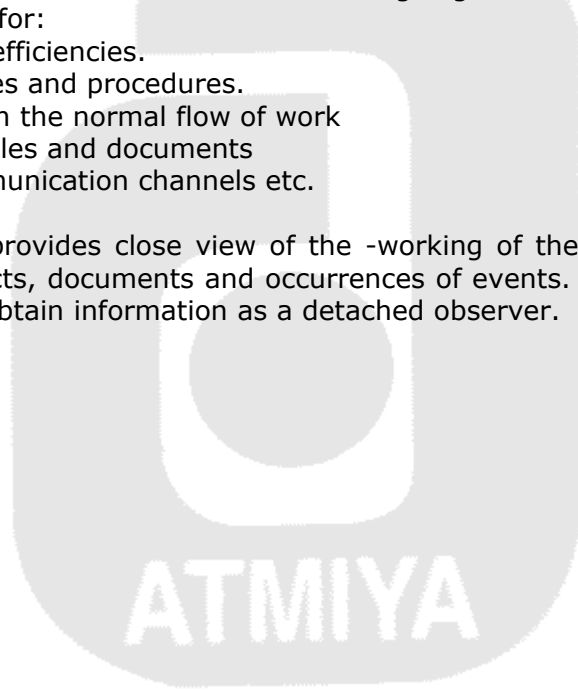 for:
efficiencies.
es and procedures.
n the normal flow of work
les and documents
munication channels etc.
provides close view of the -working of the
cts, documents and occurrences of events.
btain information as a detached observer.
ATMIYA